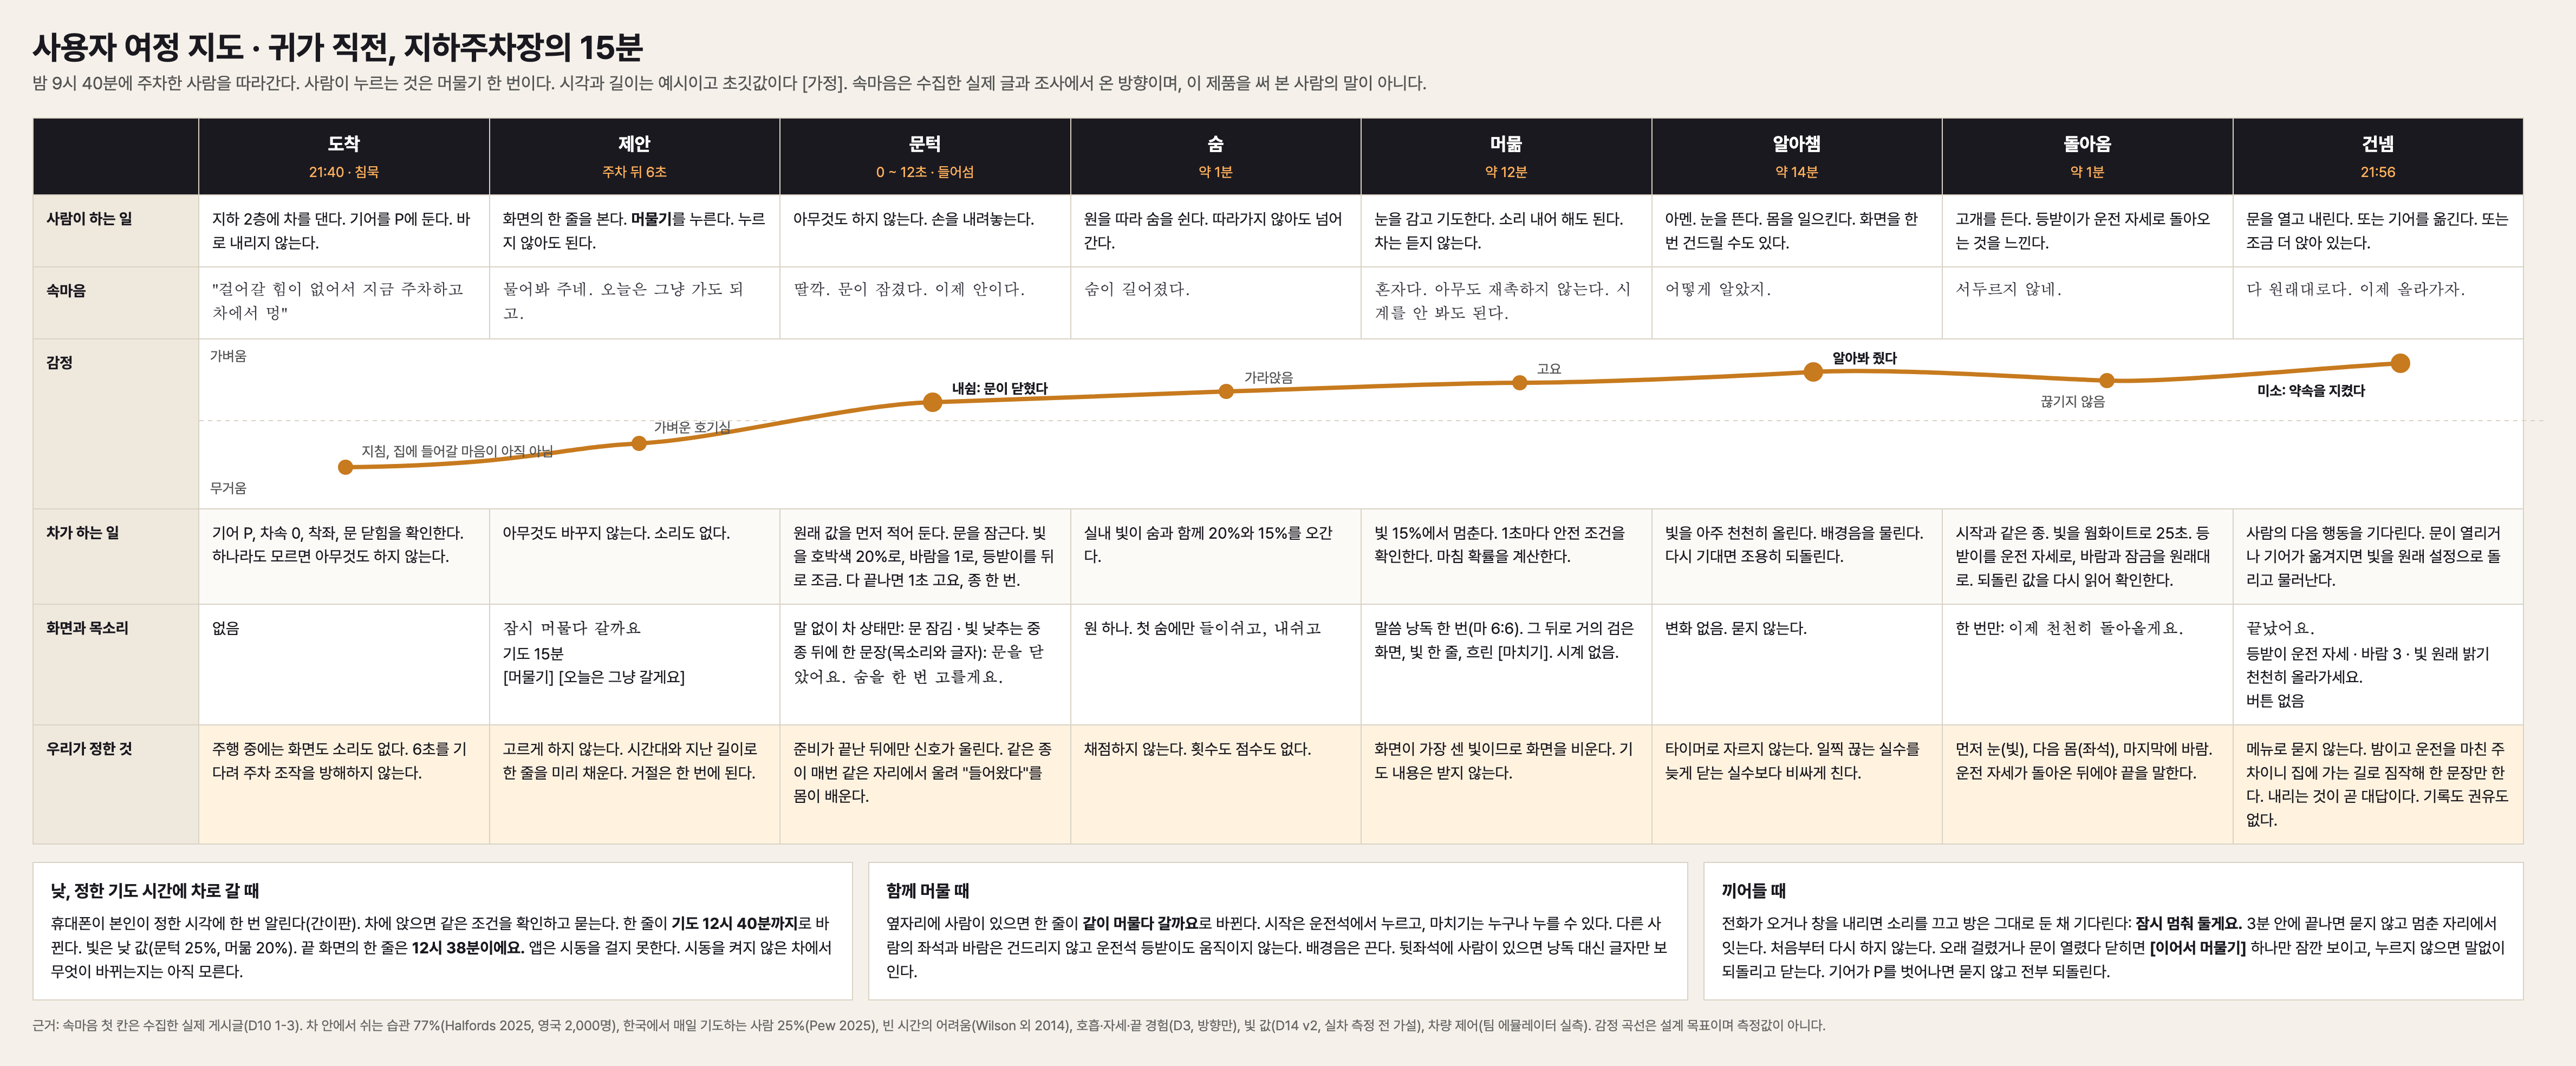 사용자 여정 지도 · 귀가 직전, 지하주차장의 15분
밤 9시 40분에 주차한 사람을 따라간다. 사람이 누르는 것은 머물기 한 번이다. 시각과 길이는 예시이고 초깃값이다 [가정]. 속마음은 수집한 실제 글과 조사에서 온 방향이며, 이 제품을 써 본 사람의 말이 아니다.
도착
21:40 · 침묵
제안
주차 뒤 6초
문턱
0 ~ 12초 · 들어섬
숨
약 1분
머묾
약 12분
알아챔
약 14분
돌아옴
약 1분
건넴
21:56
사람이 하는 일
지하 2층에 차를 댄다. 기어를 P에 둔다. 바
로 내리지 않는다.
화면의 한 줄을 본다. 머물기를 누른다. 누르
지 않아도 된다.
아무것도 하지 않는다. 손을 내려놓는다.
원을 따라 숨을 쉰다. 따라가지 않아도 넘어
간다.
눈을 감고 기도한다. 소리 내어 해도 된다.
차는 듣지 않는다.
아멘. 눈을 뜬다. 몸을 일으킨다. 화면을 한
번 건드릴 수도 있다.
고개를 든다. 등받이가 운전 자세로 돌아오
는 것을 느낀다.
문을 열고 내린다. 또는 기어를 옮긴다. 또는
조금 더 앉아 있는다.
속마음
"걸어갈 힘이 없어서 지금 주차하고
차에서 멍"
물어봐 주네. 오늘은 그냥 가도 되
고.
딸깍. 문이 잠겼다. 이제 안이다.
숨이 길어졌다.
혼자다. 아무도 재촉하지 않는다. 시
계를 안 봐도 된다.
어떻게 알았지.
서두르지 않네.
다 원래대로다. 이제 올라가자.
감정
가벼움
지침, 집에 들어갈 마음이 아직 아님
가벼운 호기심
내쉼: 문이 닫혔다
가라앉음
고요
알아봐 줬다
끊기지 않음
미소: 약속을 지켰다
무거움
차가 하는 일
기어 P, 차속 0, 착좌, 문 닫힘을 확인한다.
하나라도 모르면 아무것도 하지 않는다.
아무것도 바꾸지 않는다. 소리도 없다.
원래 값을 먼저 적어 둔다. 문을 잠근다. 빛
을 호박색 20%로, 바람을 1로, 등받이를 뒤
로 조금. 다 끝나면 1초 고요, 종 한 번.
실내 빛이 숨과 함께 20%와 15%를 오간
다.
빛 15%에서 멈춘다. 1초마다 안전 조건을
확인한다. 마침 확률을 계산한다.
빛을 아주 천천히 올린다. 배경음을 물린다.
다시 기대면 조용히 되돌린다.
시작과 같은 종. 빛을 웜화이트로 25초. 등
받이를 운전 자세로, 바람과 잠금을 원래대
로. 되돌린 값을 다시 읽어 확인한다.
사람의 다음 행동을 기다린다. 문이 열리거
나 기어가 옮겨지면 빛을 원래 설정으로 돌
리고 물러난다.
화면과 목소리
없음
잠시 머물다 갈까요
기도 15분
[머물기] [오늘은 그냥 갈게요]
말 없이 차 상태만: 문 잠김 · 빛 낮추는 중
종 뒤에 한 문장(목소리와 글자): 문을 닫
았어요. 숨을 한 번 고를게요.
원 하나. 첫 숨에만 들이쉬고, 내쉬고
말씀 낭독 한 번(마 6:6). 그 뒤로 거의 검은
화면, 빛 한 줄, 흐린 [마치기]. 시계 없음.
변화 없음. 묻지 않는다.
한 번만: 이제 천천히 돌아올게요.
끝났어요.
등받이 운전 자세 · 바람 3 · 빛 원래 밝기
천천히 올라가세요.
버튼 없음
우리가 정한 것
주행 중에는 화면도 소리도 없다. 6초를 기
다려 주차 조작을 방해하지 않는다.
고르게 하지 않는다. 시간대와 지난 길이로
한 줄을 미리 채운다. 거절은 한 번에 된다.
준비가 끝난 뒤에만 신호가 울린다. 같은 종
이 매번 같은 자리에서 울려 "들어왔다"를
몸이 배운다.
채점하지 않는다. 횟수도 점수도 없다.
화면이 가장 센 빛이므로 화면을 비운다. 기
도 내용은 받지 않는다.
타이머로 자르지 않는다. 일찍 끊는 실수를
늦게 닫는 실수보다 비싸게 친다.
먼저 눈(빛), 다음 몸(좌석), 마지막에 바람.
운전 자세가 돌아온 뒤에야 끝을 말한다.
메뉴로 묻지 않는다. 밤이고 운전을 마친 주
차이니 집에 가는 길로 짐작해 한 문장만 한
다. 내리는 것이 곧 대답이다. 기록도 권유도
없다.
낮, 정한 기도 시간에 차로 갈 때
휴대폰이 본인이 정한 시각에 한 번 알린다(간이판). 차에 앉으면 같은 조건을 확인하고 묻는다. 한 줄이 기도 12시 40분까지로 바
뀐다. 빛은 낮 값(문턱 25%, 머묾 20%). 끝 화면의 한 줄은 12시 38분이에요. 앱은 시동을 걸지 못한다. 시동을 켜지 않은 차에서
무엇이 바뀌는지는 아직 모른다.
함께 머물 때
옆자리에 사람이 있으면 한 줄이 같이 머물다 갈까요로 바뀐다. 시작은 운전석에서 누르고, 마치기는 누구나 누를 수 있다. 다른 사
람의 좌석과 바람은 건드리지 않고 운전석 등받이도 움직이지 않는다. 배경음은 끈다. 뒷좌석에 사람이 있으면 낭독 대신 글자만 보
인다.
끼어들 때
전화가 오거나 창을 내리면 소리를 끄고 방은 그대로 둔 채 기다린다: 잠시 멈춰 둘게요. 3분 안에 끝나면 묻지 않고 멈춘 자리에서
잇는다. 처음부터 다시 하지 않는다. 오래 걸렸거나 문이 열렸다 닫히면 [이어서 머물기] 하나만 잠깐 보이고, 누르지 않으면 말없이
되돌리고 닫는다. 기어가 P를 벗어나면 묻지 않고 전부 되돌린다.
근거: 속마음 첫 칸은 수집한 실제 게시글(D10 1-3). 차 안에서 쉬는 습관 77%(Halfords 2025, 영국 2,000명), 한국에서 매일 기도하는 사람 25%(Pew 2025), 빈 시간의 어려움(Wilson 외 2014), 호흡·자세·끝 경험(D3, 방향만), 빛 값(D14 v2, 실차 측정 전 가설), 차량 제어(팀 에뮬레이터 실측). 감정 곡선은 설계 목표이며 측정값이 아니다.